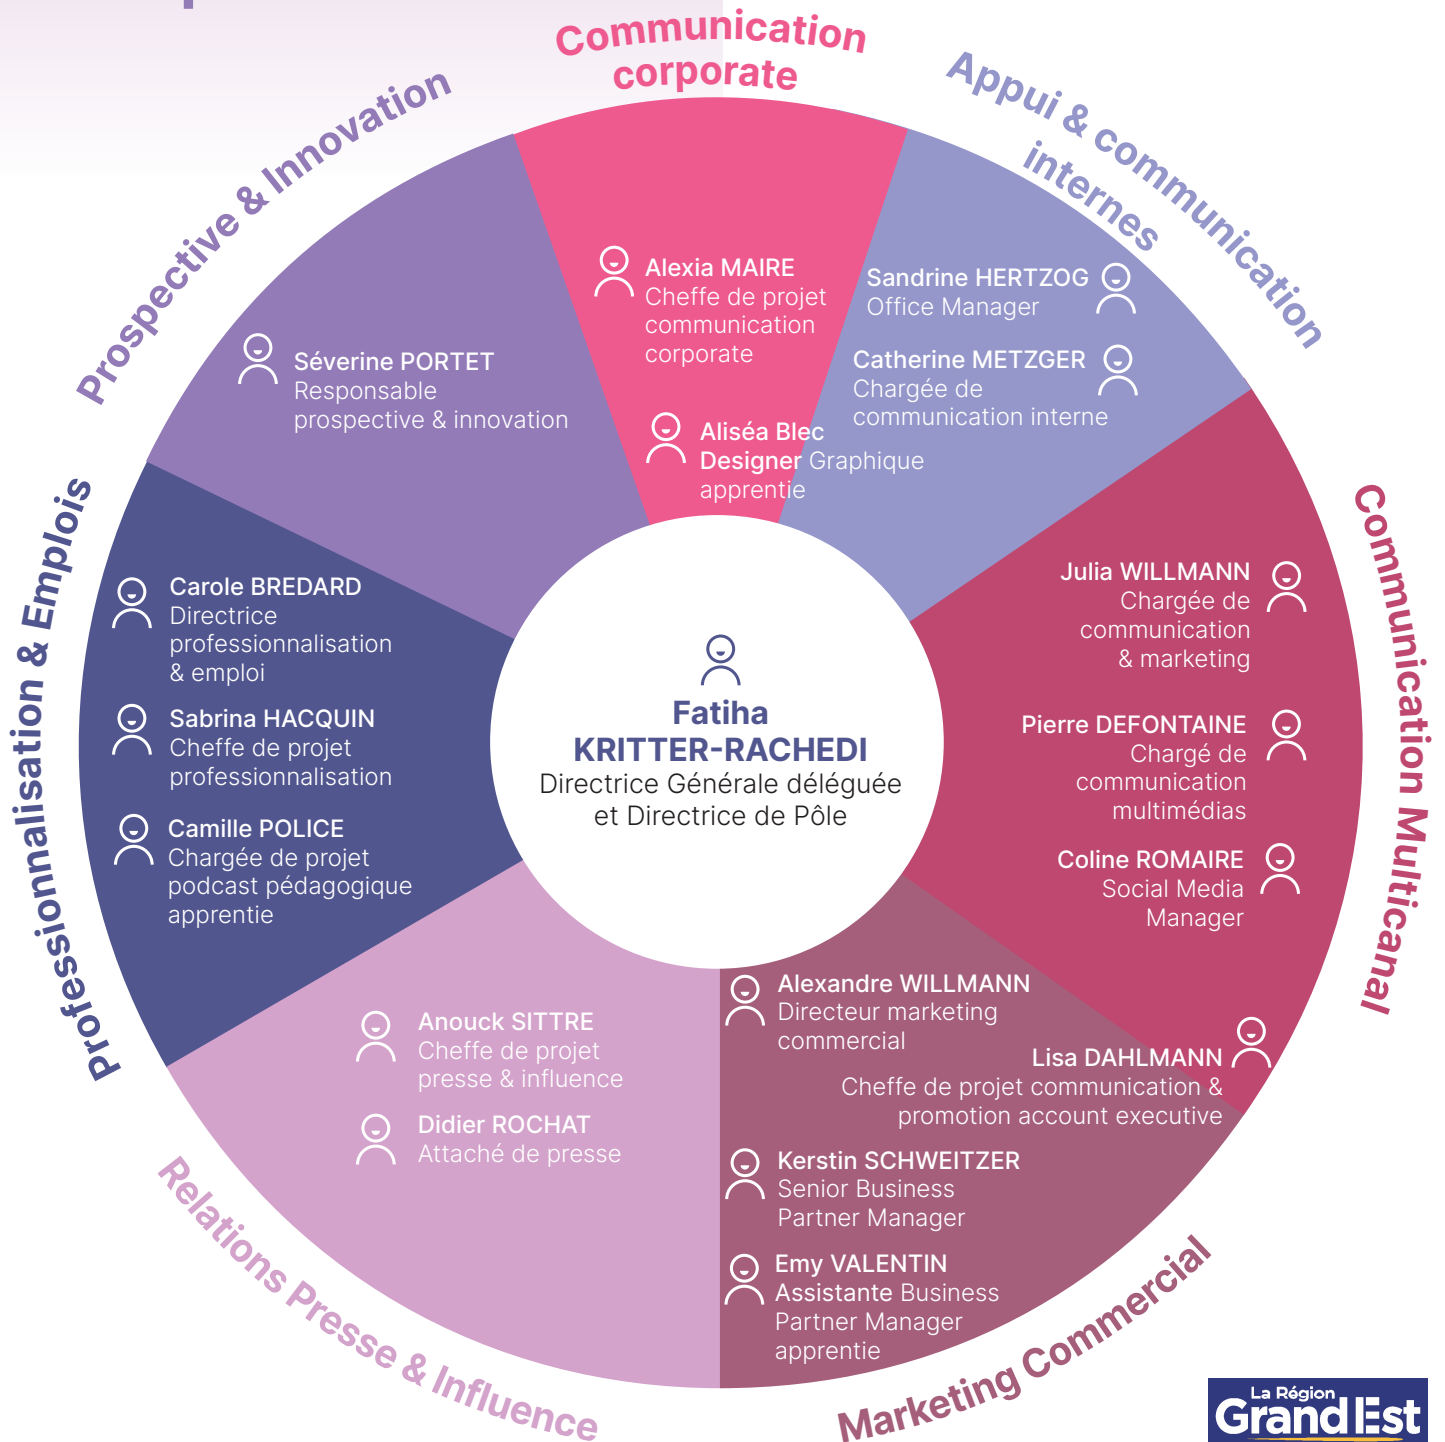 Communication
corporate
Appui & communication
internes
Prospective & Innovation
Alexia MAIRE
Cheffe de projet
communication
corporate
Aliséa Blec
Designer Graphique
apprentie
Sandrine HERTZOG
Office Manager
Catherine METZGER
Chargée de
communication interne
Séverine PORTET
Responsable
prospective & innovation
Professionnalisation & Emplois
Carole BREDARD
Directrice
professionnalisation
& emploi
Sabrina HACQUIN
Cheffe de projet
professionnalisation
Camille POLICE
Chargée de projet
podcast pédagogique
apprentie
Fatiha
KRITTER-RACHEDI
Directrice Générale déléguée
et Directrice de Pôle
Communication Multicanal
Julia WILLMANN
Chargée de
communication
& marketing
Pierre DEFONTAINE
Chargé de
communication
multimédias
Coline ROMAIRE
Social Media
Manager
Relations Presse & Influence
Anouck SITTRE
Cheffe de projet
presse & influence
Didier ROCHAT
Attaché de presse
Marketing Commercial
Alexandre WILLMANN
Directeur marketing
commercial
Lisa DAHLMANN
Cheffe de projet communication &
promotion account executive
Kerstin SCHWEITZER
Senior Business
Partner Manager
Emy VALENTIN
Assistante Business
Partner Manager
apprentie
La Région
Grand Est